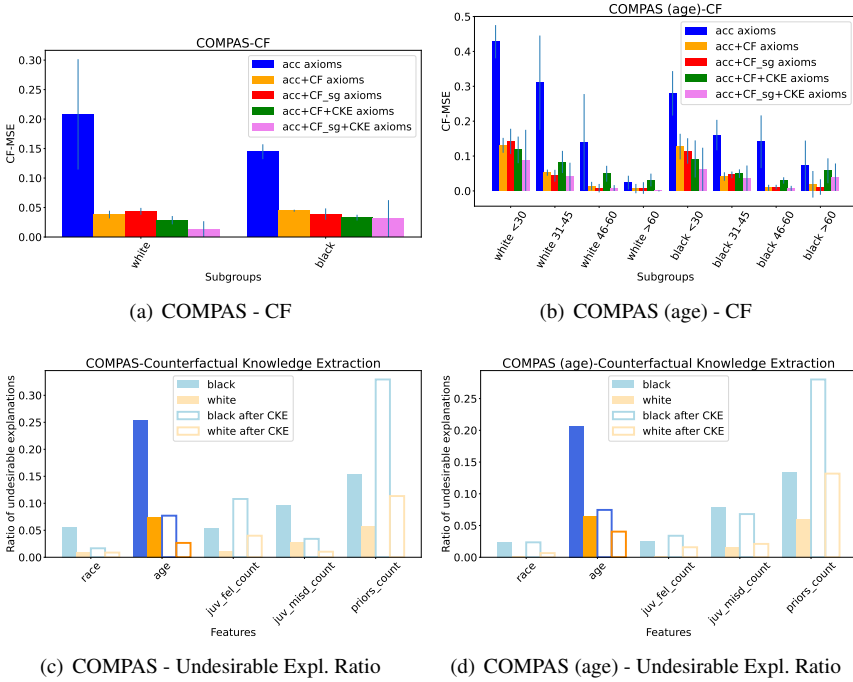 COMPAS-CF
0.30
0.25
0.20
0.15
0.10
0.05
0.00
CF-MSE
acc axioms
acc+CF axioms
acc+CF_sg axioms
acc+CF+CKE axioms
acc+CF_sg+CKE axioms
white
black
Subgroups
(a) COMPAS - CF
COMPAS (age)-CF
0.5
0.4
0.3
0.2
0.1
0.0
CF-MSE
acc axioms
acc+CF axioms
acc+CF_sg axioms
acc+CF+CKE axioms
acc+CF_sg+CKE axioms
white <30
white 31-45
white 46-60
white >60
black <30
black 31-45
black 46-60
black >60
Subgroups
(b) COMPAS (age) - CF
COMPAS-Counterfactual Knowledge Extraction
0.30
0.25
0.20
0.15
0.10
0.05
0.00
Ratio of undesirable explanations
black
white
black after CKE
white after CKE
race
age
juv_fel_count
juv_misd_count
priors_count
Features
(c) COMPAS - Undesirable Expl. Ratio
COMPAS (age)-Counterfactual Knowledge Extraction
0.25
0.20
0.15
0.10
0.05
0.00
Ratio of undesirable explanations
black
white
black after CKE
white after CKE
race
age
juv_fel_count
juv_misd_count
priors_count
Features
(d) COMPAS (age) - Undesirable Expl. Ratio